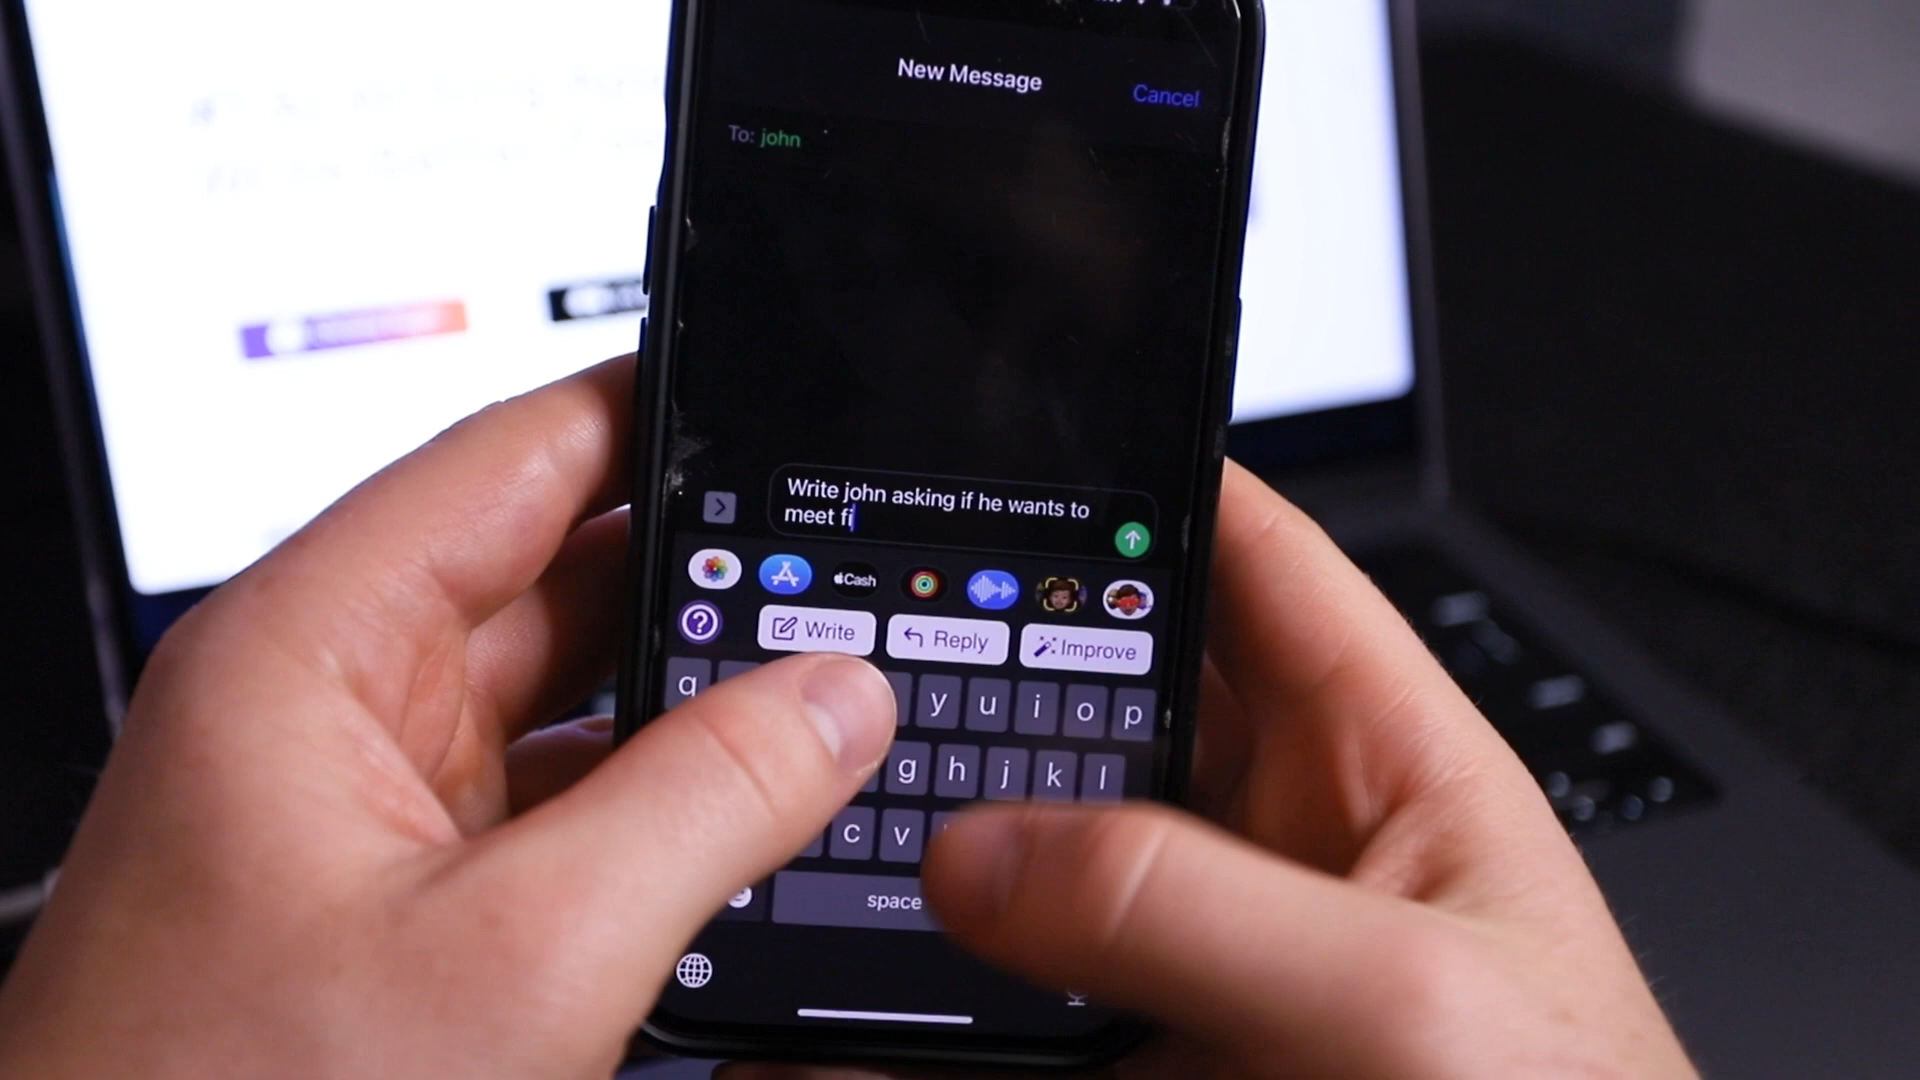 New Message
Cancel
To: john
Write john asking if he wants to
meet fi
Cash
?
Write
Reply
Improve
q
y u i o p
g h j k l
c v
space